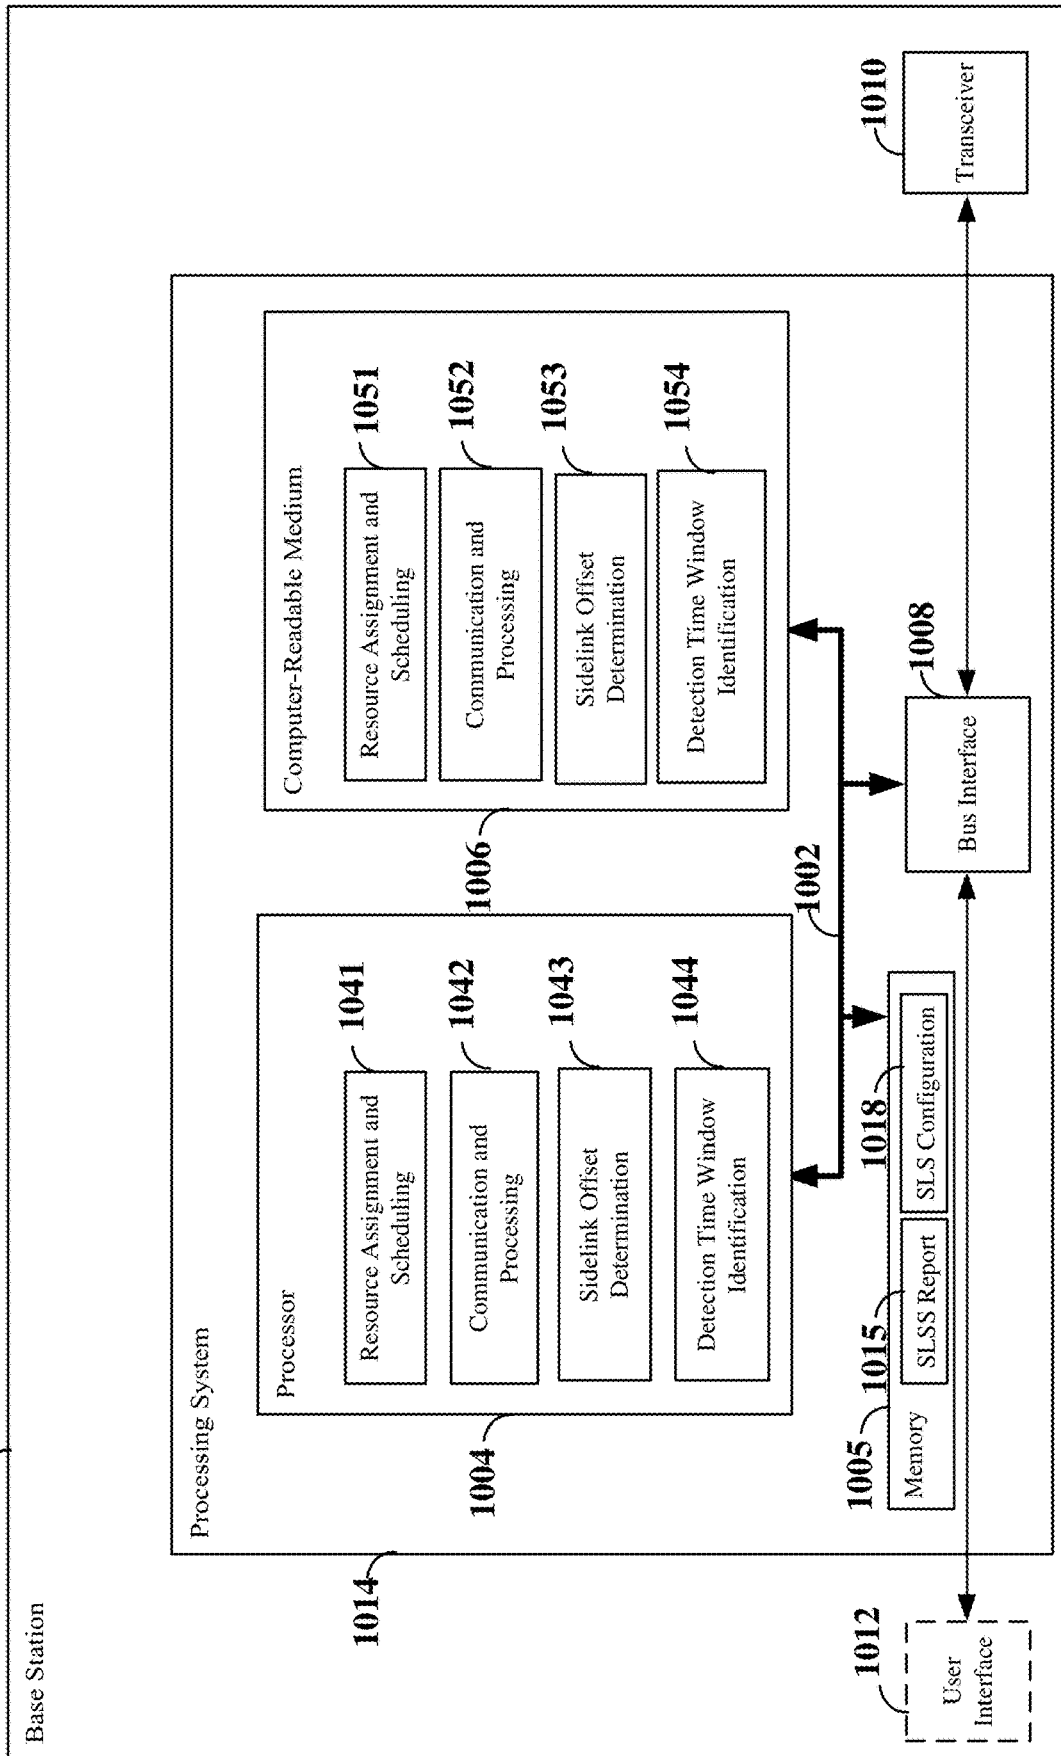 Base Station
Processing System
1014
Processor
1004
Resource Assignment and
Scheduling
1041
Communication and
Processing
1042
Sidelink Offset
Determination
1043
Detection Time Window
Identification
1044
Computer-Readable Medium
1006
Resource Assignment and
Scheduling
1051
Communication and
Processing
1052
Sidelink Offset
Determination
1053
Detection Time Window
Identification
1054
1002
1005
Memory
1015
SLSS Report
1018
SLS Configuration
1008
Bus Interface
1012
User
Interface
1010
Transceiver